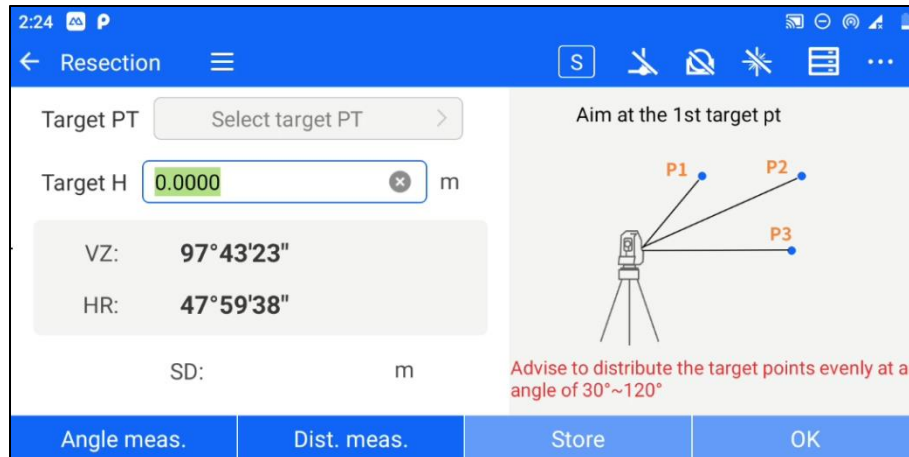 2:24
Resection
S
Target PT Select target PT
Target H 0.0000 m
VZ: 97°43'23"
HR: 47°59'38"
SD: m
Aim at the 1st target pt
P1
P2
P3
Advise to distribute the target points evenly at a
angle of 30°~120°
Angle meas. Dist. meas. Store OK